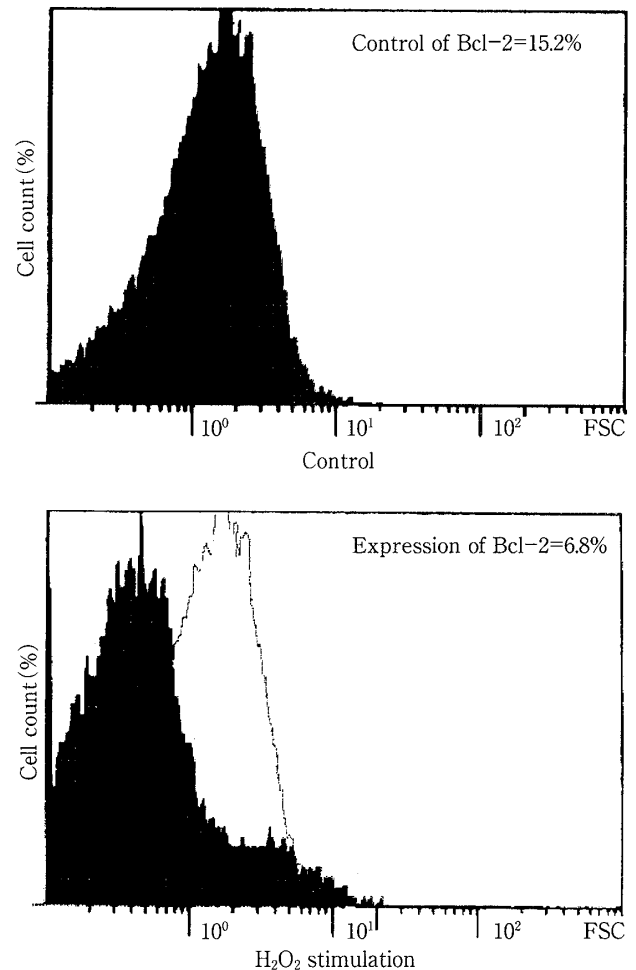 Control of Bcl-2=15.2%
Cell count(%)
10⁰ 10¹ 10² FSC
Control
Expression of Bcl-2=6.8%
Cell count(%)
10⁰ 10¹ 10² FSC
H₂O₂ stimulation